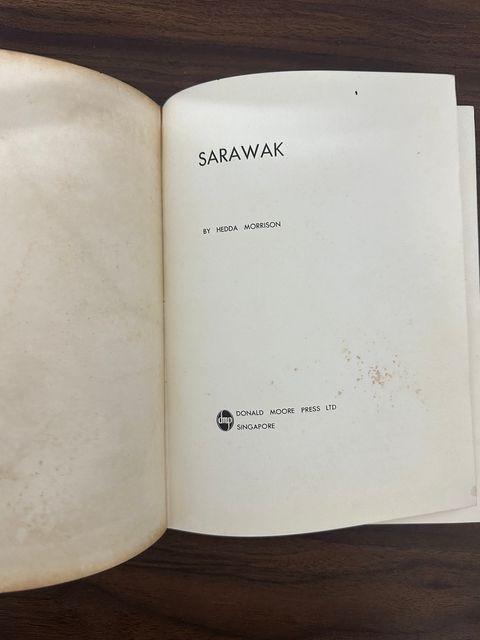 SARAWAK
BY HEDDA MORRISON
dmp
DONALD MOORE PRESS LTD
SINGAPORE